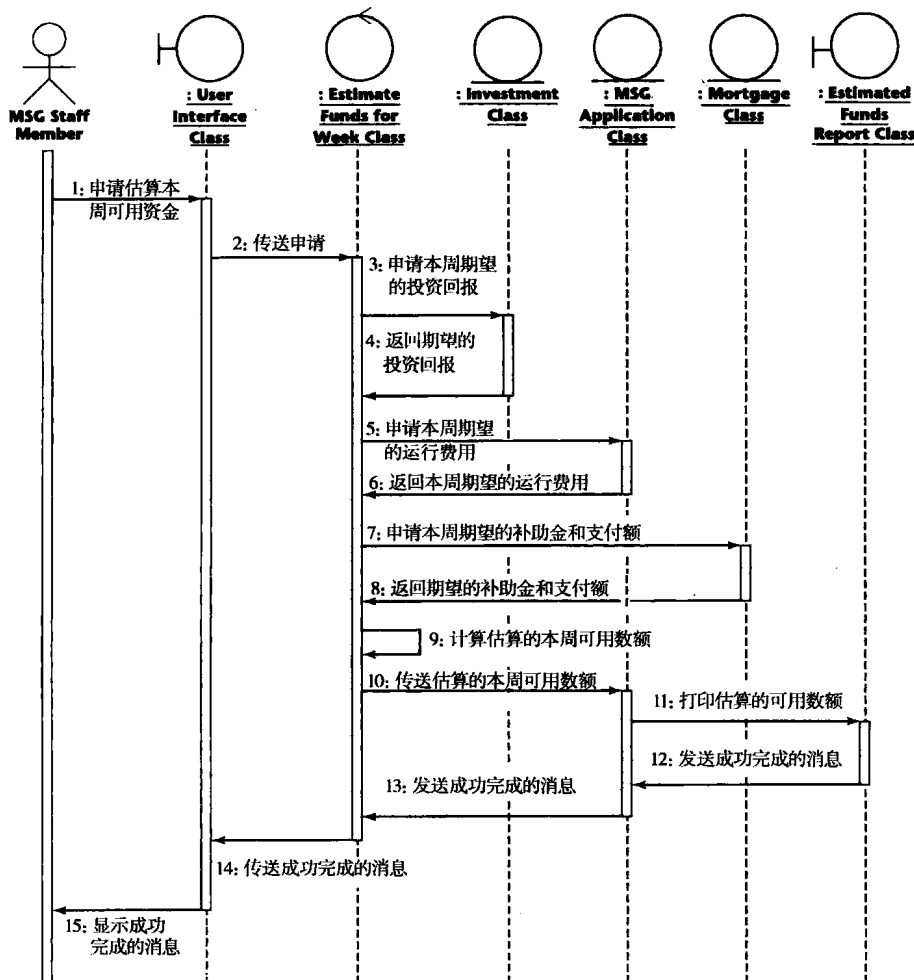 MSG Staff
Member
: User
Interface
Class
: Estimate
Funds for
Week Class
: Investment
Class
: MSG
Application
Class
: Mortgage
Class
: Estimated
Funds
Report Class
1: 申请估算本
周可用资金
2: 传送申请
3: 申请本周期望
的投资回报
4: 返回期望的
投资回报
5: 申请本周期望
的运行费用
6: 返回本周期望的运行费用
7: 申请本周期望的补助金和支付额
8: 返回期望的补助金和支付额
9: 计算估算的本周可用数额
10: 传送估算的本周可用数额
11: 打印估算的可用数额
12: 发送成功完成的消息
13: 发送成功完成的消息
14: 传送成功完成的消息
15: 显示成功
完成的消息